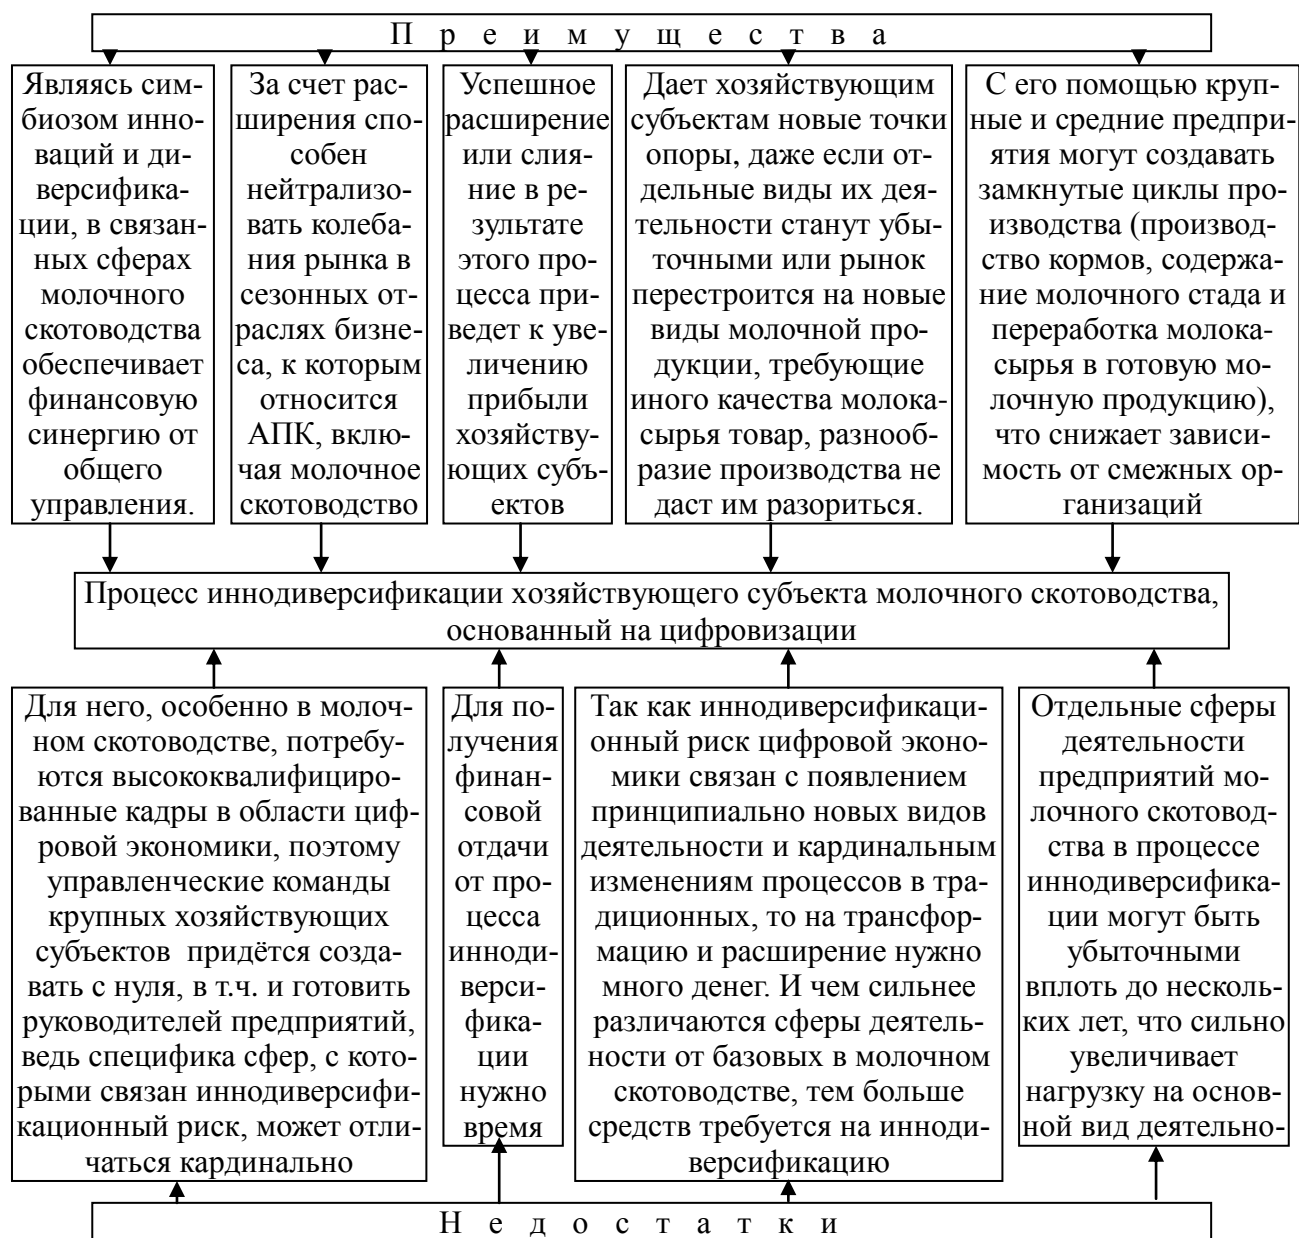 П р е и м у щ е с т в а
Являясь сим-
биозом инно-
ваций и ди-
версифика-
ции, в связан-
ных сферах
молочного
скотоводства
обеспечивает
финансовую
синергию от
общего
управления.
За счет рас-
ширения спо-
собен
нейтрализо-
вать колеба-
ния рынка в
сезонных от-
раслях бизне-
са, к которым
относится
АПК, вклю-
чая молочное
скотоводство
Успешное
расширение
или слия-
ние в ре-
зультате
этого про-
цесса при-
ведет к уве-
личению
прибыли
хозяйству-
ющих субъ-
ектов
Дает хозяйствующим
субъектам новые точки
опоры, даже если от-
дельные виды их дея-
тельности станут убы-
точными или рынок
перестроится на новые
виды молочной про-
дукции, требующие
иного качества молока-
сырья товар, разнооб-
разие производства не
даст им разориться.
С его помощью круп-
ные и средние предпри-
ятия могут создавать
замкнутые циклы про-
изводства (производ-
ство кормов, содержа-
ние молочного стада и
переработка молока-
сырья в готовую мо-
лочную продукцию),
что снижает зависи-
мость от смежных ор-
ганизаций
Процесс иннодиверсификации хозяйствующего субъекта молочного скотоводства,
основанный на цифровизации
Для него, особенно в молоч-
ном скотоводстве, потребу-
ются высококвалифициро-
ванные кадры в области циф-
ровой экономики, поэтому
управленческие команды
крупных хозяйствующих
субъектов придётся созда-
вать с нуля, в т.ч. и готовить
руководителей предприятий,
ведь специфика сфер, с кото-
рыми связан иннодиверсифи-
кационный риск, может отли-
чаться кардинально
Для по-
лучения
финан-
совой
отдачи
от про-
цесса
инноди-
версı-
фика-
ции
нужно
время
Так как иннодиверсификаци-
онный риск цифровой эконо-
мики связан с появлением
принципиально новых видов
деятельности и кардинальным
изменениям процессов в тра-
диционных, то на трансфор-
мацию и расширение нужно
много денег. И чем сильнее
различаются сферы деятель-
ности от базовых в молочном
скотоводстве, тем больше
средств требуется на инноди-
версификацию
Отдельные сферы
деятельности
предприятий мо-
лочного скотовод-
ства в процессе
иннодиверсифика-
ции могут быть
убыточными
вплоть до несколь-
ких лет, что сильно
увеличивает
нагрузку на основ-
ной вид деятельно-
Н е д о с т а т к и